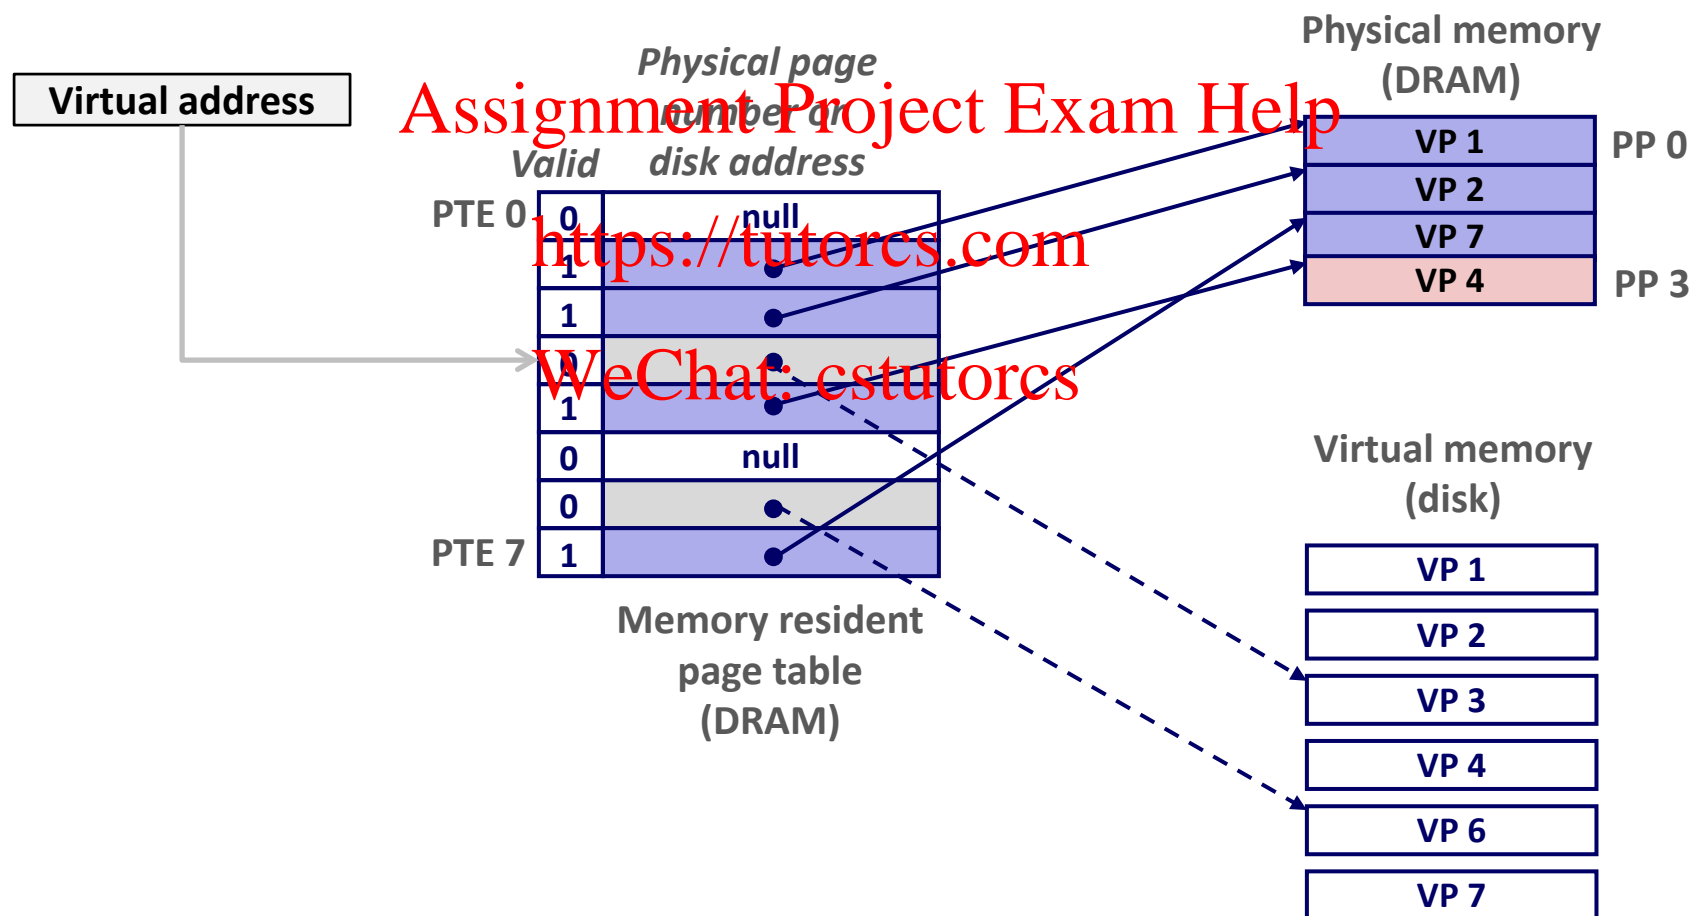 Virtual address
Physical page
number or
disk address
Assignment Project Exam Help
Valid
PTE 0
0
null
https://tutorcs.com
1
1
0
WeChat: cstutorcs
1
0
null
0
PTE 7
1
Memory resident
page table
(DRAM)
Physical memory
(DRAM)
VP 1
PP 0
VP 2
VP 7
VP 4
PP 3
Virtual memory
(disk)
VP 1
VP 2
VP 3
VP 4
VP 6
VP 7